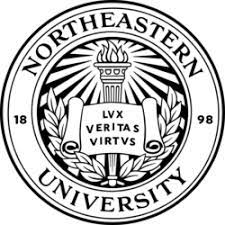 NORTHEASTERN
LVX
VERITAS
VIRTVS
18 98
UNIVERSITY